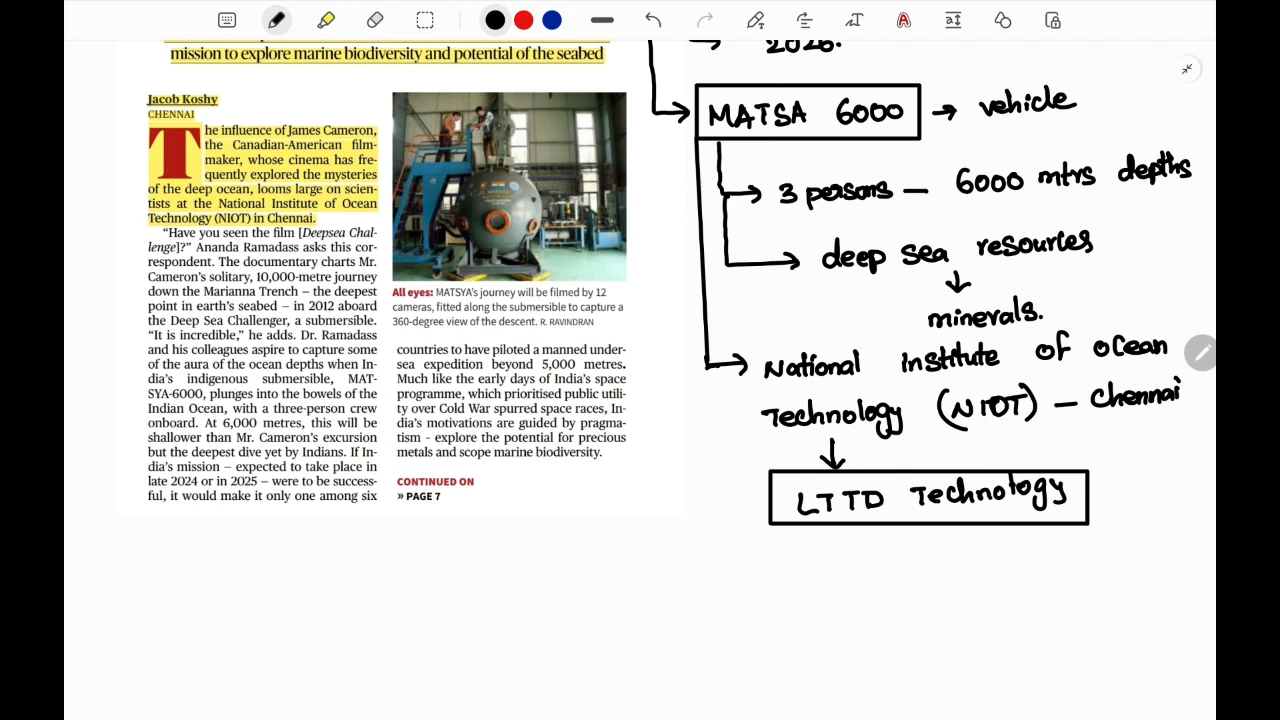 mission to explore marine biodiversity and potential of the seabed
Jacob Koshy
CHENNAI
The influence of James Cameron,
the Canadian-American film-
maker, whose cinema has fre-
quently explored the mysteries
of the deep ocean, looms large on scien-
tists at the National Institute of Ocean
Technology (NIOT) in Chennai.
“Have you seen the film [Deepsea Chal-
lenge]?” Ananda Ramadass asks this cor-
respondent. The documentary charts Mr.
Cameron’s solitary, 10,000-metre journey
down the Marianna Trench – the deepest
point in earth’s seabed – in 2012 aboard
the Deep Sea Challenger, a submersible.
“It is incredible,” he adds. Dr. Ramadass
and his colleagues aspire to capture some
of the aura of the ocean depths when In-
dia’s indigenous submersible, MAT-
SYA-6000, plunges into the bowels of the
Indian Ocean, with a three-person crew
onboard. At 6,000 metres, this will be
shallower than Mr. Cameron’s excursion
but the deepest dive yet by Indians. If In-
dia’s mission – expected to take place in
late 2024 or in 2025 – were to be success-
ful, it would make it only one among six
All eyes: MATSYA’s journey will be filmed by 12
cameras, fitted along the submersible to capture a
360-degree view of the descent. R. RAVINDRAN
countries to have piloted a manned under-
sea expedition beyond 5,000 metres.
Much like the early days of India’s space
programme, which prioritised public utili-
ty over Cold War spurred space races, In-
dia’s motivations are guided by pragma-
tism - explore the potential for precious
metals and scope marine biodiversity.
CONTINUED ON
» PAGE 7
2026.
MATSA 6000 → vehicle
3 persons – 6000 mtrs depths
deep sea resources
minerals.
National institute of ocean
Technology (NIOT) – chennai
LTTD Technology